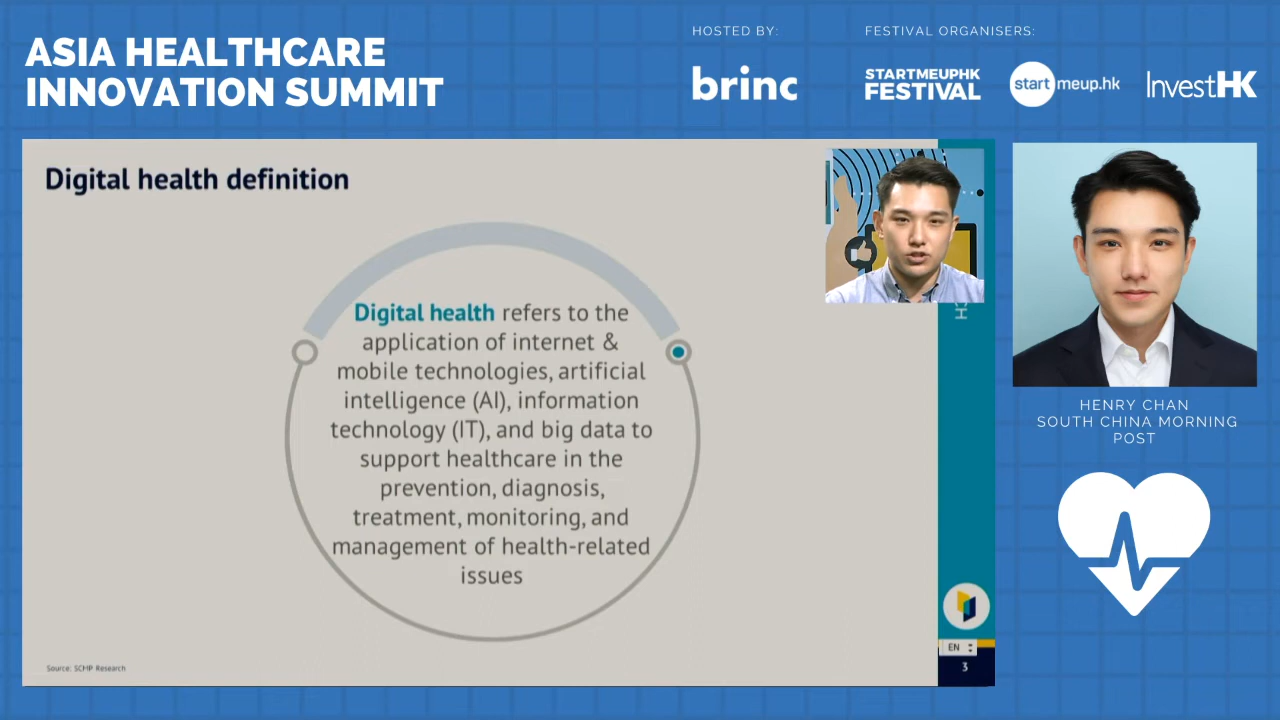 ASIA HEALTHCARE
INNOVATION SUMMIT
HOSTED BY:
brinc
FESTIVAL ORGANISERS:
STARTMEUPHK
FESTIVAL
start meup.hk
InvestHK
Digital health definition
Digital health refers to the
application of internet &
mobile technologies, artificial
intelligence (AI), information
technology (IT), and big data to
support healthcare in the
prevention, diagnosis,
treatment, monitoring, and
management of health-related
issues
Source: SCMP Research
EN
3
HENRY CHAN
SOUTH CHINA MORNING
POST